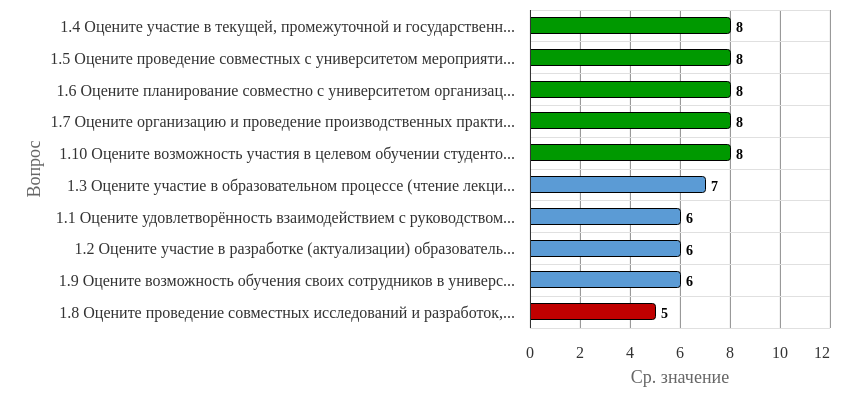 1.4 Оцените участие в текущей, промежуточной и государственн... 8
1.5 Оцените проведение совместных с университетом мероприяти... 8
1.6 Оцените планирование совместно с университетом организац... 8
1.7 Оцените организацию и проведение производственных практи... 8
1.10 Оцените возможность участия в целевом обучении студенто... 8
1.3 Оцените участие в образовательном процессе (чтение лекци... 7
1.1 Оцените удовлетворённость взаимодействием с руководством... 6
1.2 Оцените участие в разработке (актуализации) образователь... 6
1.9 Оцените возможность обучения своих сотрудников в универс... 6
1.8 Оцените проведение совместных исследований и разработок,... 5
Вопрос
0 2 4 6 8 10 12
Ср. значение